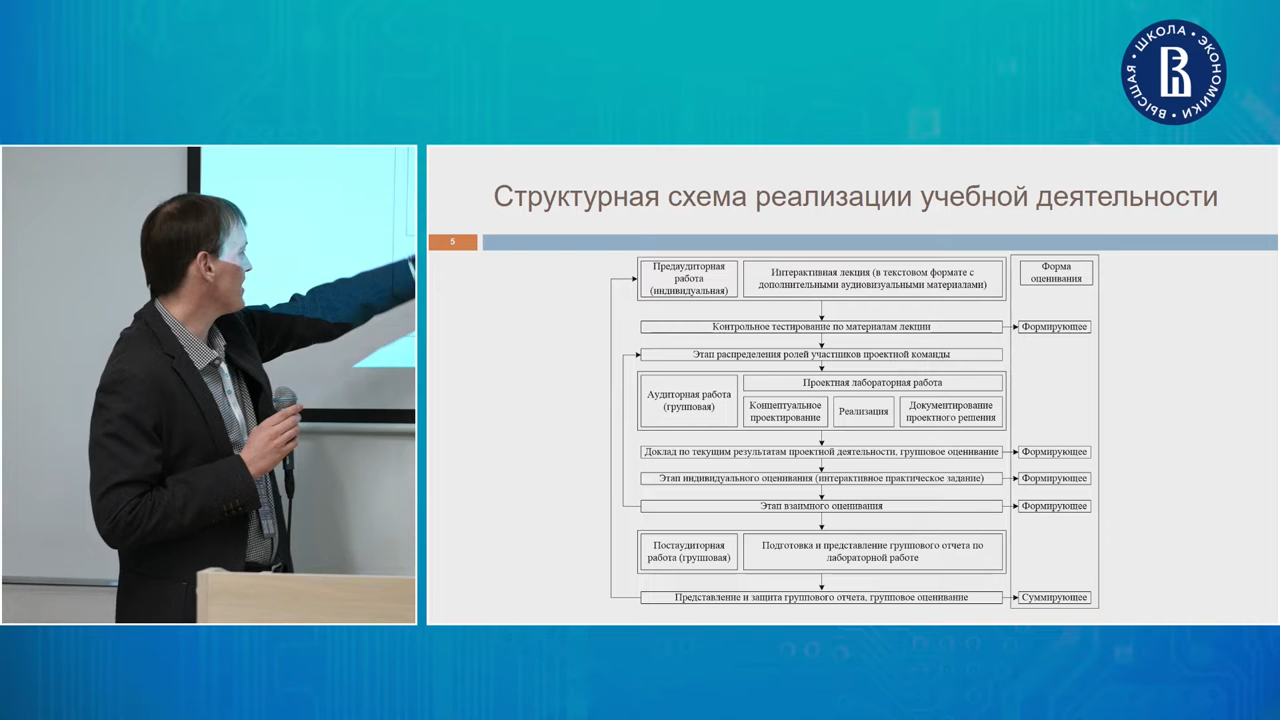 ВЫСШАЯ • ШКОЛА • ЭКОНОМИКИ •
Структурная схема реализации учебной деятельности
5
Предаудиторная
работа
(индивидуальная)
Интерактивная лекция (в текстовом формате с
дополнительными аудиовизуальными материалами)
Форма
оценивания
Контрольное тестирование по материалам лекции
Формирующее
Этап распределения ролей участников проектной команды
Аудиторная работа
(групповая)
Проектная лабораторная работа
Концептуальное
проектирование
Реализация
Документирование
проектного решения
Доклад по текущим результатам проектной деятельности, групповое оценивание
Формирующее
Этап индивидуального оценивания (интерактивное практическое задание)
Формирующее
Этап взаимного оценивания
Формирующее
Постаудиторная
работа (групповая)
Подготовка и представление группового отчета по
лабораторной работе
Представление и защита группового отчета, групповое оценивание
Суммирующее